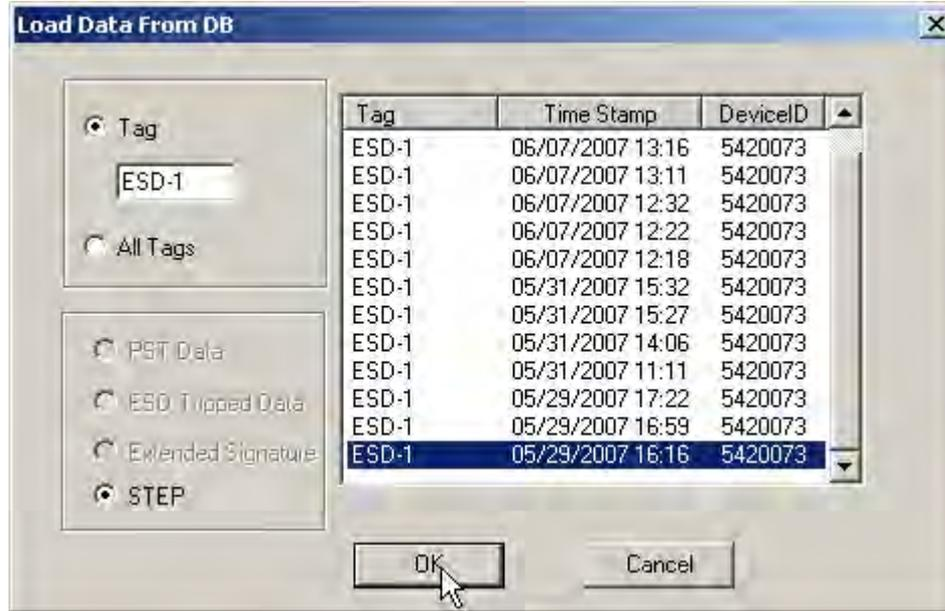 Load Data From DB
Tag
ESD-1
All Tags
PST Data
ESD Tripped Data
Extended Signature
STEP
Tag Time Stamp DeviceID
ESD-1 06/07/2007 13:16 5420073
ESD-1 06/07/2007 13:11 5420073
ESD-1 06/07/2007 12:32 5420073
ESD-1 06/07/2007 12:22 5420073
ESD-1 06/07/2007 12:18 5420073
ESD-1 05/31/2007 15:32 5420073
ESD-1 05/31/2007 15:27 5420073
ESD-1 05/31/2007 14:06 5420073
ESD-1 05/31/2007 11:11 5420073
ESD-1 05/29/2007 17:22 5420073
ESD-1 05/29/2007 16:59 5420073
ESD-1 05/29/2007 16:16 5420073
OK Cancel